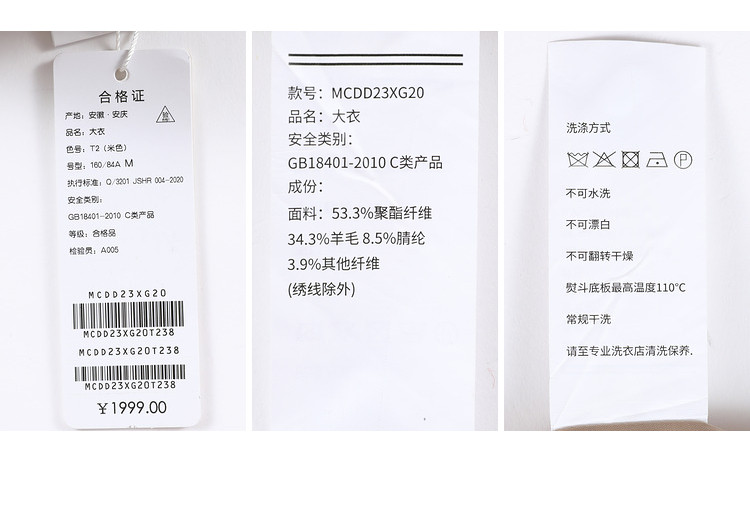 合格证
产地：安徽·安庆
品名：大衣
色号：T2（米色）
号型：160/84A M
执行标准：Q/3201 JSHR 004-2020
安全类别：
GB18401-2010 C类产品
等级：合格品
检验员：A005
MCDD23XG20
MCDD23XG20T238
MCDD23XG20T238
MCDD23XG20T238
￥1999.00
款号：MCDD23XG20
品名：大衣
安全类别：
GB18401-2010 C类产品
成份：
面料：53.3%聚酯纤维
34.3%羊毛 8.5%腈纶
3.9%其他纤维
(绣线除外)
洗涤方式
P
不可水洗
不可漂白
不可翻转干燥
熨斗底板最高温度110°C
常规干洗
请至专业洗衣店清洗保养.